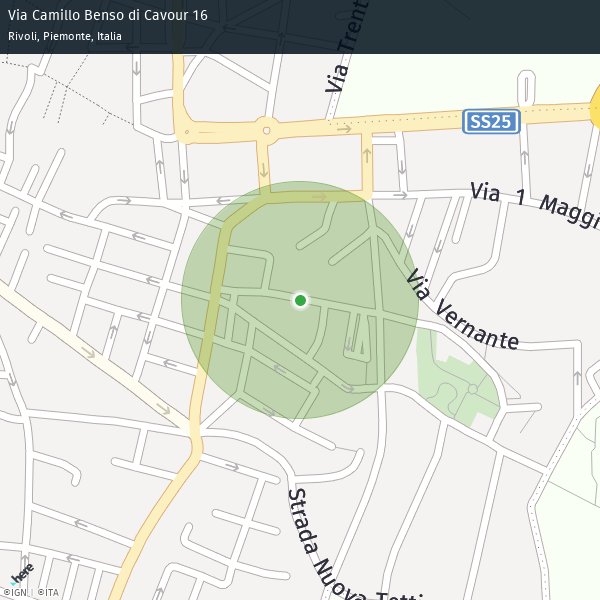 Via Camillo Benso di Cavour 16
Rivoli, Piemonte, Italia
Via Trent
SS25
Via 1 Maggi
Via Vernante
Strada Nuova Tetti
here
©IGN | ©ITA